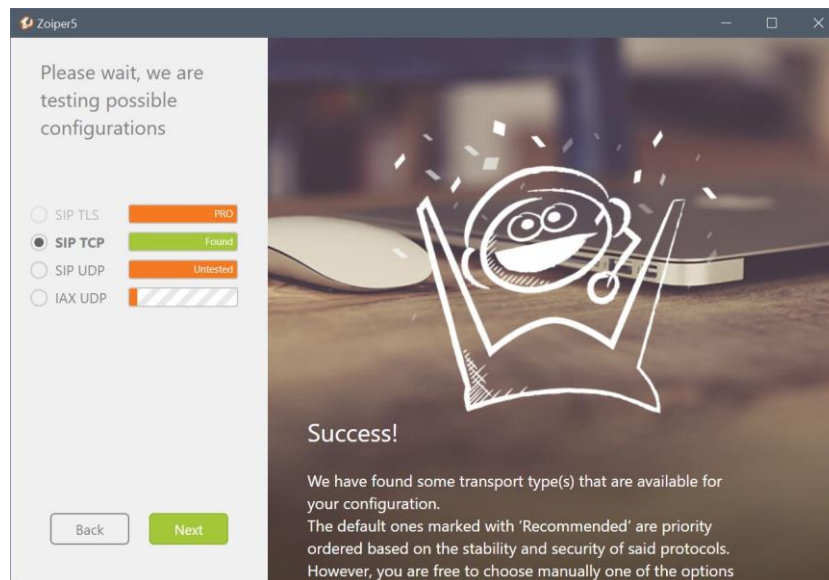 Zoiper5
Please wait, we are
testing possible
configurations
SIP TLS PRO
SIP TCP Found
SIP UDP Untested
IAX UDP
Back Next
Success!
We have found some transport type(s) that are available for
your configuration.
The default ones marked with ‘Recommended’ are priority
ordered based on the stability and security of said protocols.
However, you are free to choose manually one of the options